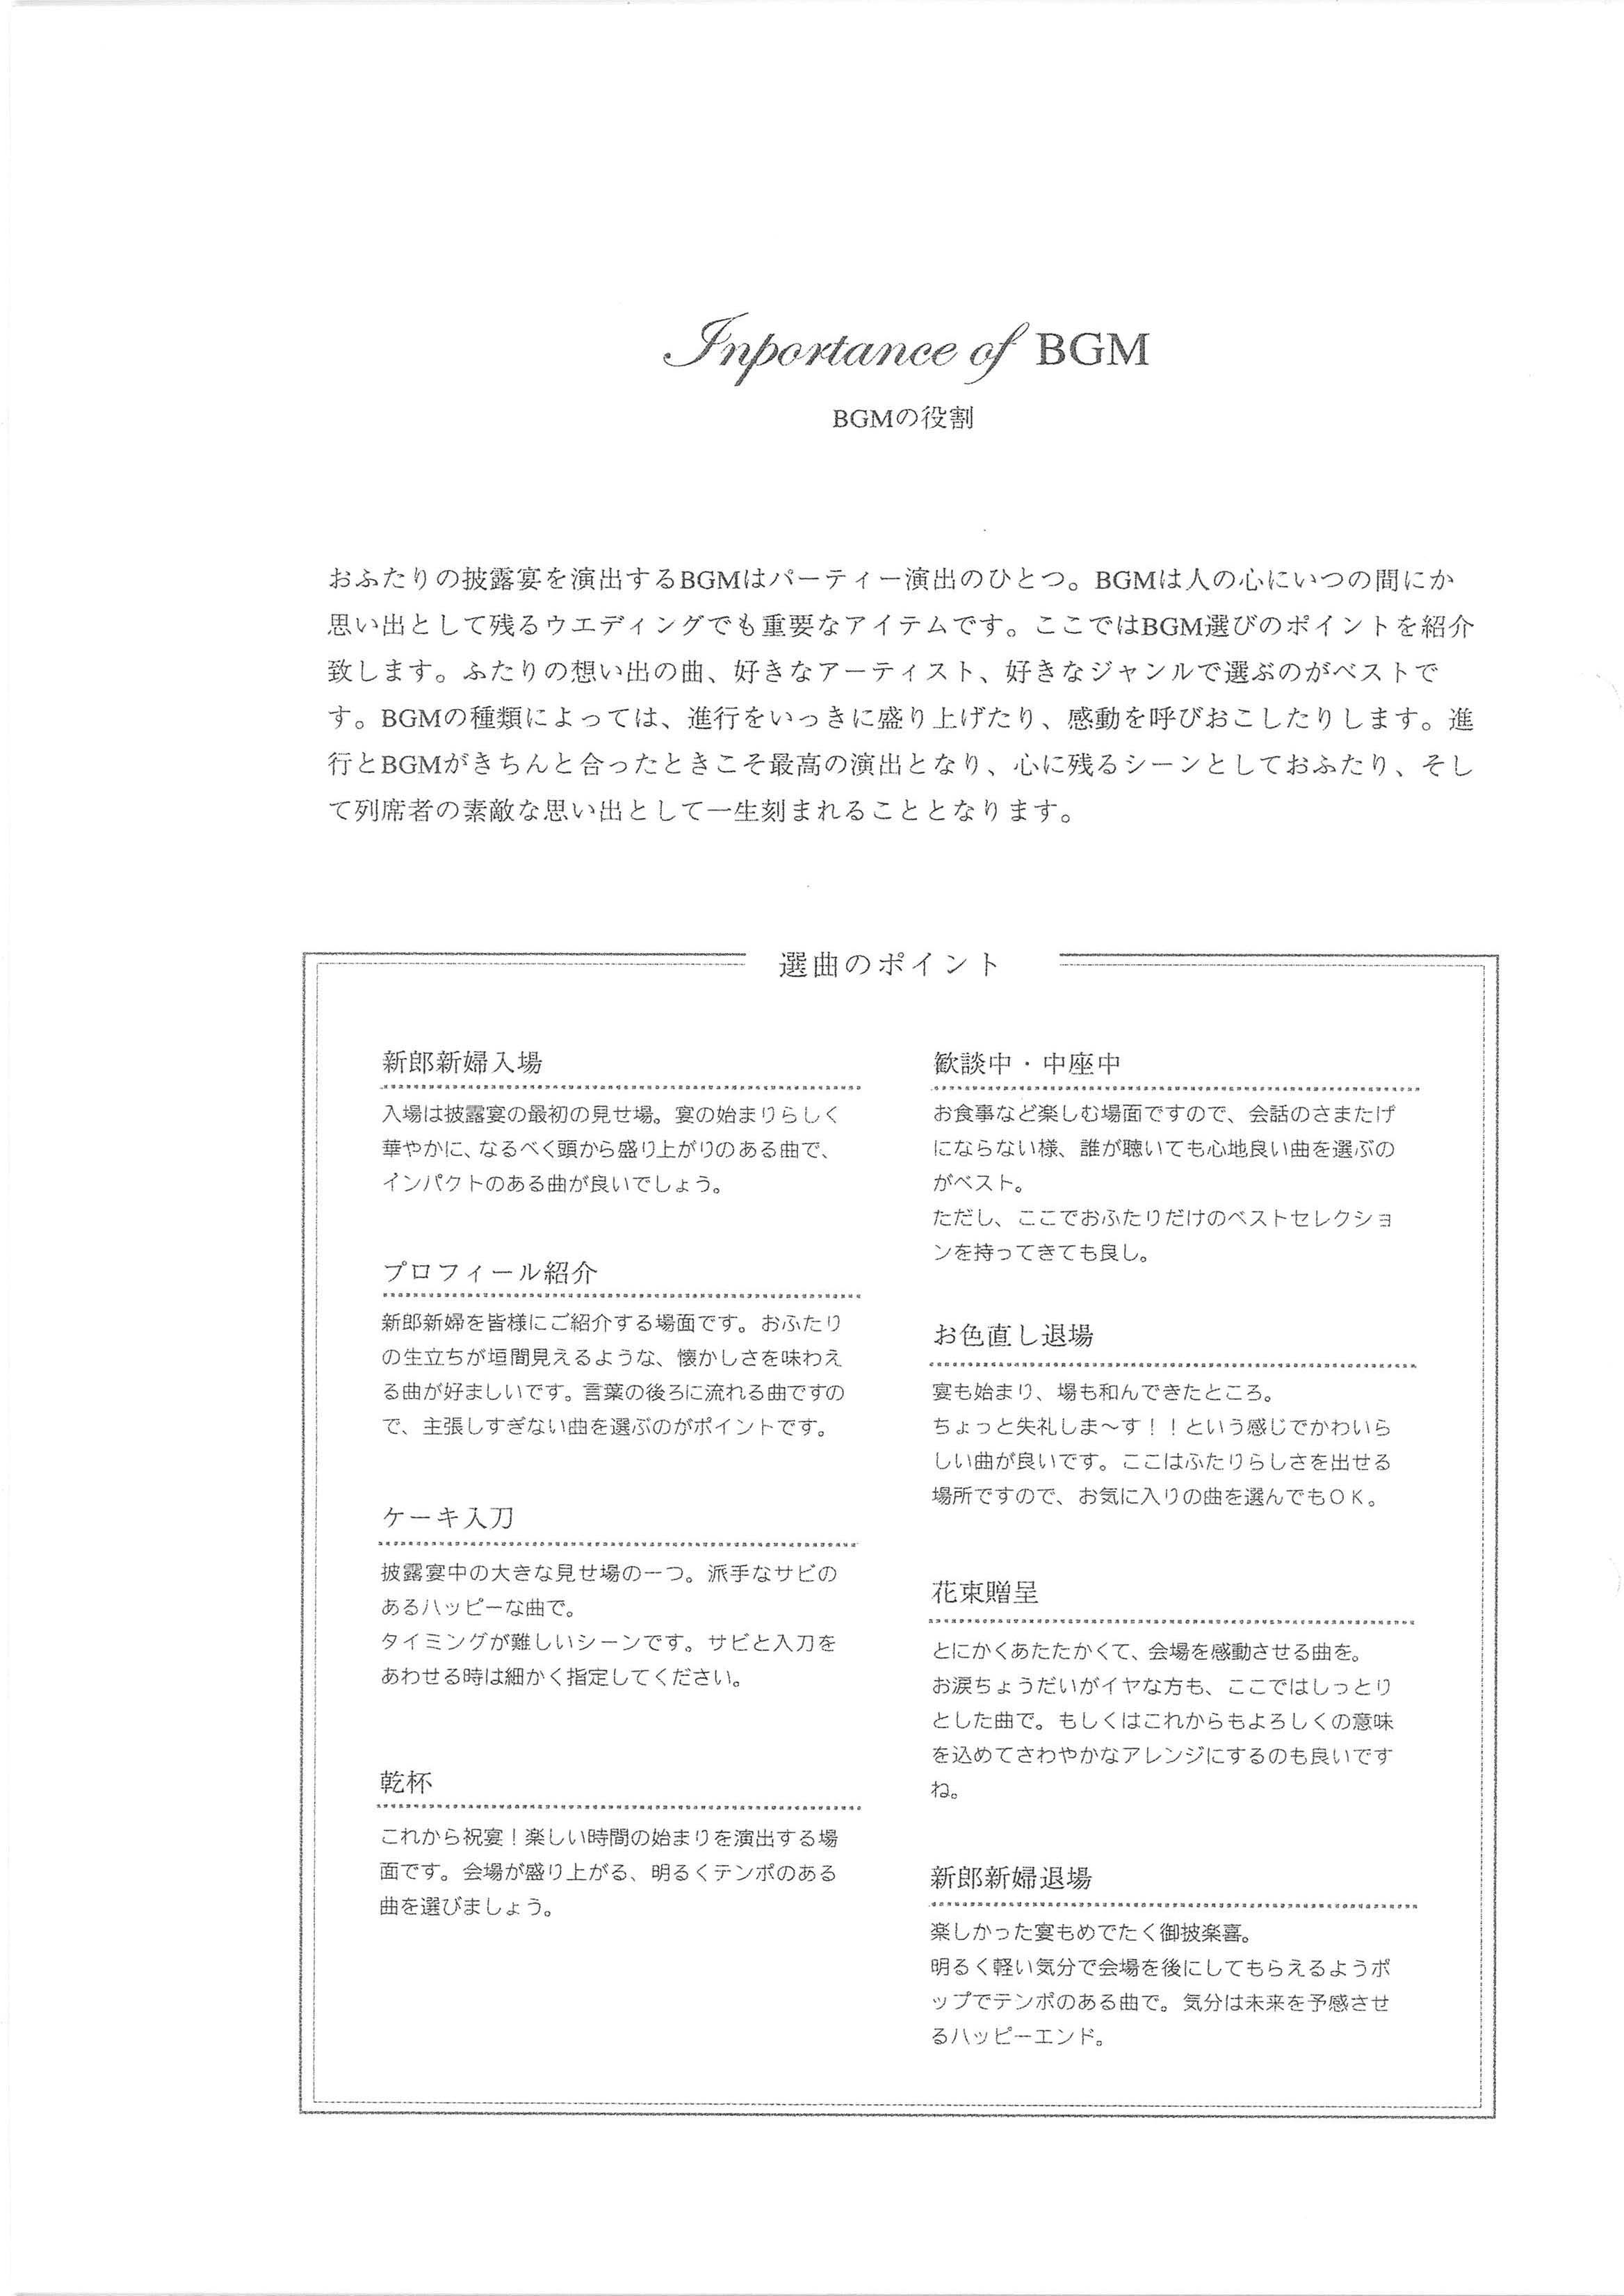 Inportance of BGM
BGMの役割
おふたりの披露宴を演出するBGMはパーティー演出のひとつ。BGMは人の心にいつの間にか
思い出として残るウエディングでも重要なアイテムです。ここではBGM選びのポイントを紹介
致します。ふたりの想い出の曲、好きなアーティスト、好きなジャンルで選ぶのがベストで
す。BGMの種類によっては、進行をいっきに盛り上げたり、感動を呼びおこしたりします。進
行とBGMがきちんと合ったときこそ最高の演出となり、心に残るシーンとしておふたり、そし
て列席者の素敵な思い出として一生刻まれることとなります。
選曲のポイント
新郎新婦入場
入場は披露宴の最初の見せ場。宴の始まりらしく
華やかに、なるべく頭から盛り上がりのある曲で、
インパクトのある曲が良いでしょう。
プロフィール紹介
新郎新婦を皆様にご紹介する場面です。おふたり
の生立ちが垣間見えるような、懐かしさを味わえ
る曲が好ましいです。言葉の後ろに流れる曲ですの
で、主張しすぎない曲を選ぶのがポイントです。
ケーキ入刀
披露宴中の大きな見せ場の一つ。派手なサビの
あるハッピーな曲で。
タイミングが難しいシーンです。サビと入刀を
あわせる時は細かく指定してください。
乾杯
これから祝宴！楽しい時間の始まりを演出する場
面です。会場が盛り上がる、明るくテンポのある
曲を選びましょう。
歓談中・中座中
お食事など楽しむ場面ですので、会話のさまたげ
にならない様、誰が聴いても心地良い曲を選ぶの
がベスト。
ただし、ここでおふたりだけのベストセレクショ
ンを持ってきても良し。
お色直し退場
宴も始まり、場も和んできたところ。
ちょっと失礼しま～す！！という感じでかわいら
しい曲が良いです。ここはふたりらしさを出せる
場所ですので、お気に入りの曲を選んでもＯＫ。
花束贈呈
とにかくあたたかくて、会場を感動させる曲を。
お涙ちょうだいがイヤな方も、ここではしっとり
とした曲で。もしくはこれからもよろしくの意味
を込めてさわやかなアレンジにするのも良いです
ね。
新郎新婦退場
楽しかった宴もめでたく御披楽喜。
明るく軽い気分で会場を後にしてもらえるようポ
ップでテンポのある曲で。気分は未来を予感させ
るハッピーエンド。